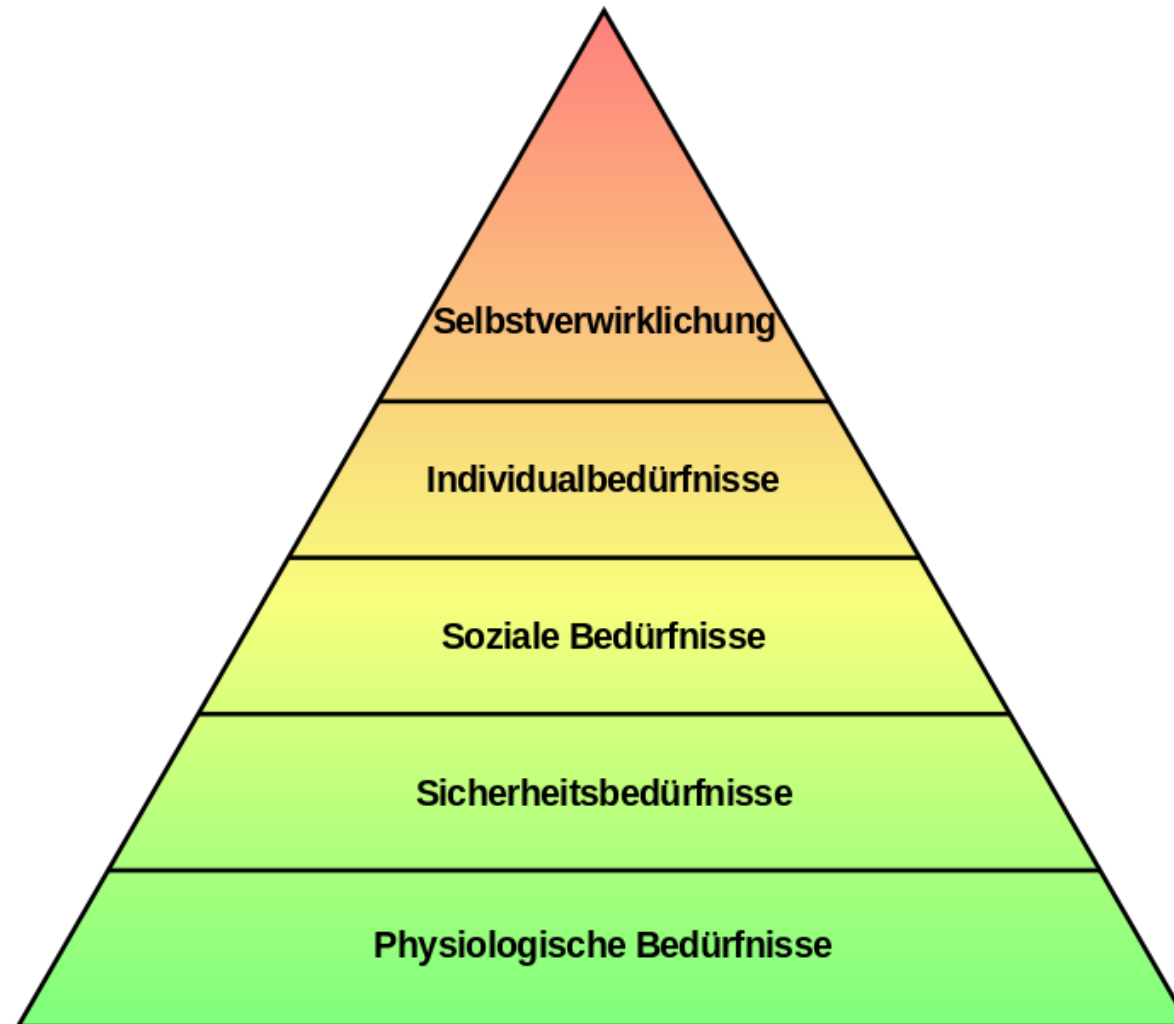 Selbstverwirklichung
Individualbedürfnisse
Soziale Bedürfnisse
Sicherheitsbedürfnisse
Physiologische Bedürfnisse